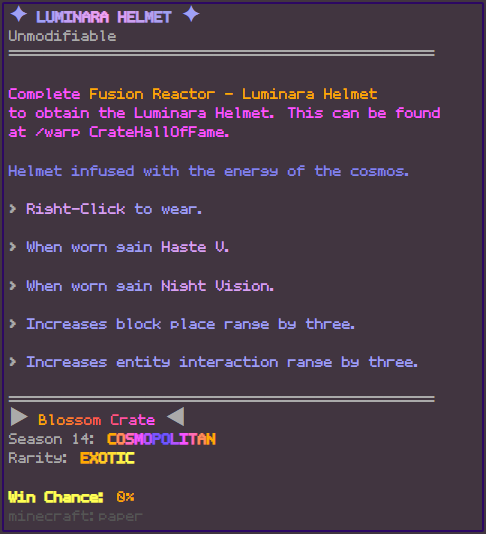 ✦ LUMINARA HELMET ✦
Unmodifiable
Complete Fusion Reactor - Luminara Helmet
to obtain the Luminara Helmet. This can be found
at /warp CrateHallOfFame.
Helmet infused with the energy of the cosmos.
> Right-Click to wear.
> When worn gain Haste V.
> When worn gain Night Vision.
> Increases block place range by three.
> Increases entity interaction range by three.
▶ Blossom Crate ◀
Season 14: COSMOPOLITAN
Rarity: EXOTIC
Win Chance: 0%
minecraft:paper